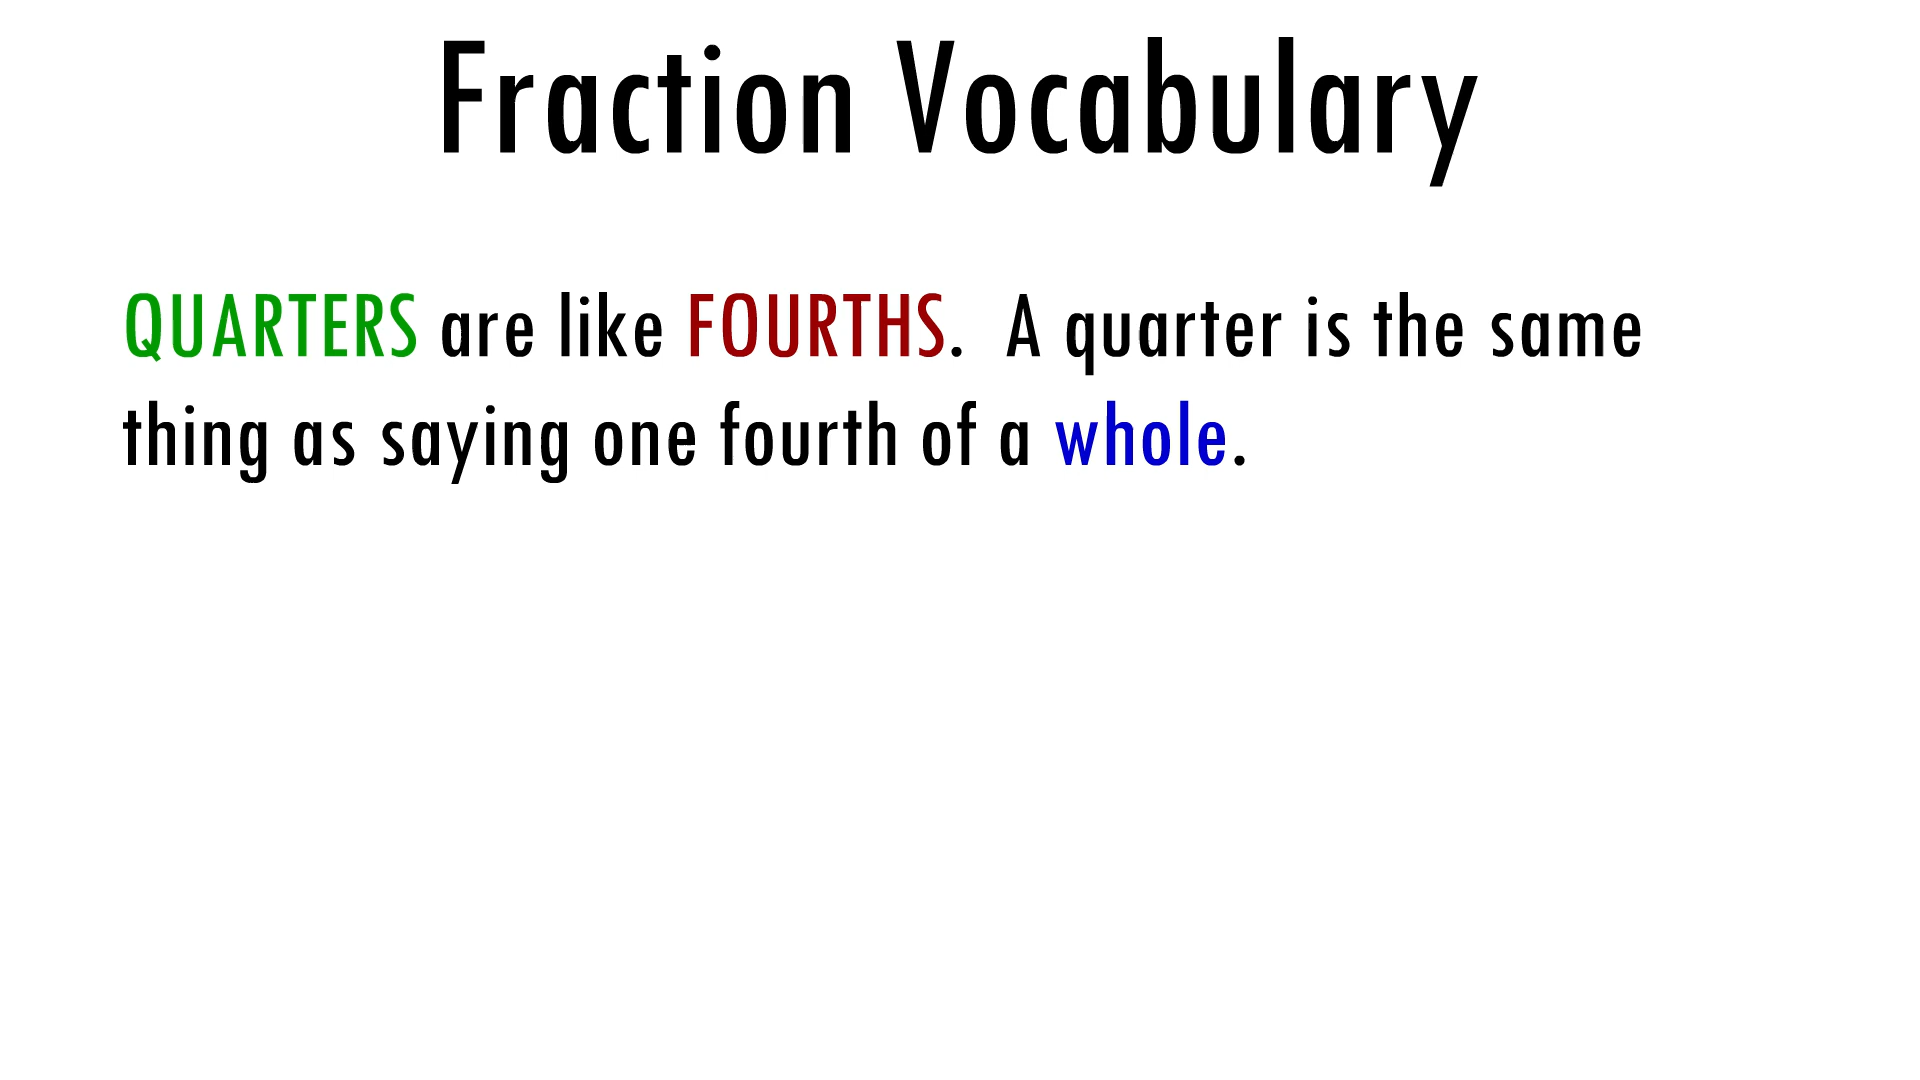 Fraction Vocabulary
QUARTERS are like FOURTHS.  A quarter is the same
thing as saying one fourth of a whole.